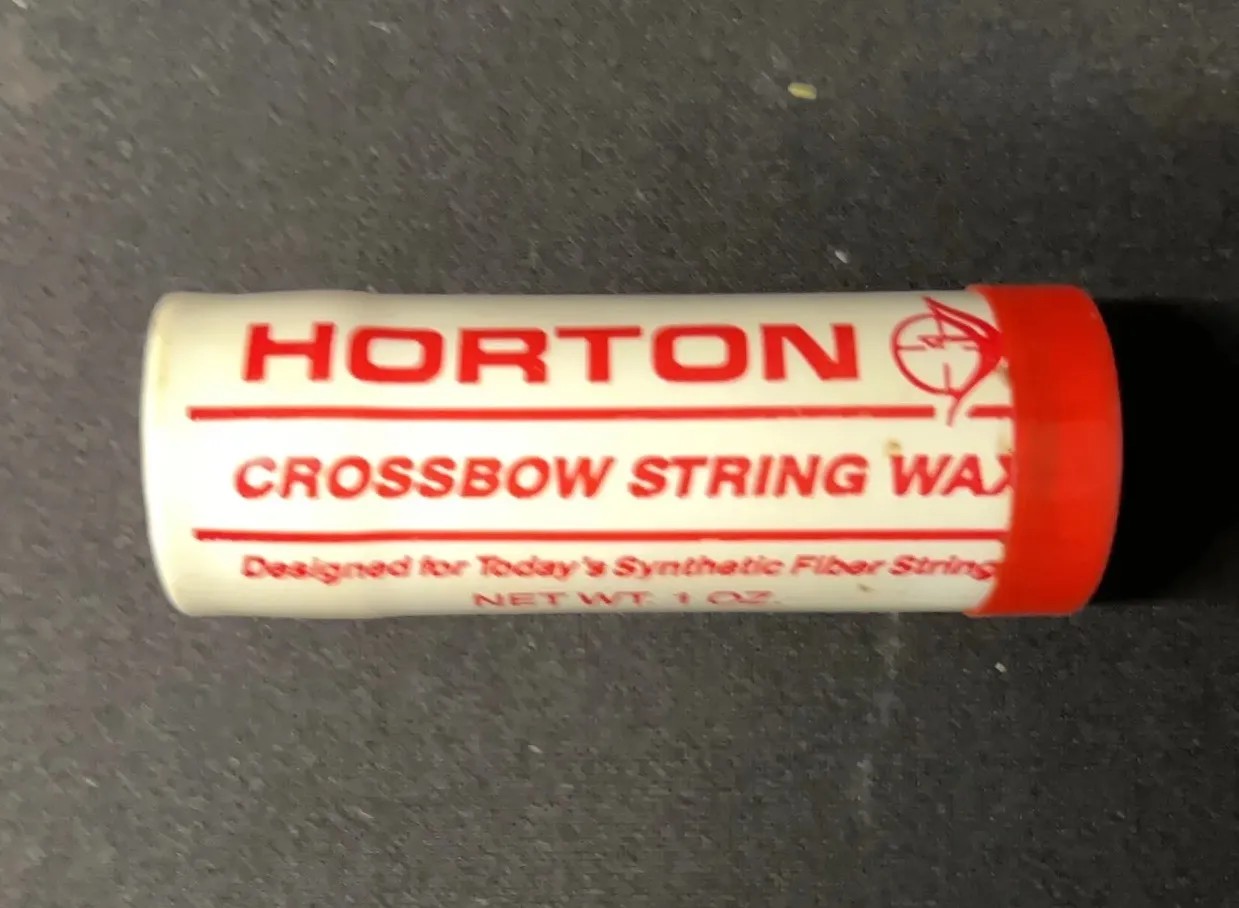 HORTON
CROSSBOW STRING WAX
Designed for Today's Synthetic Fiber String
NET WT. 1 OZ.